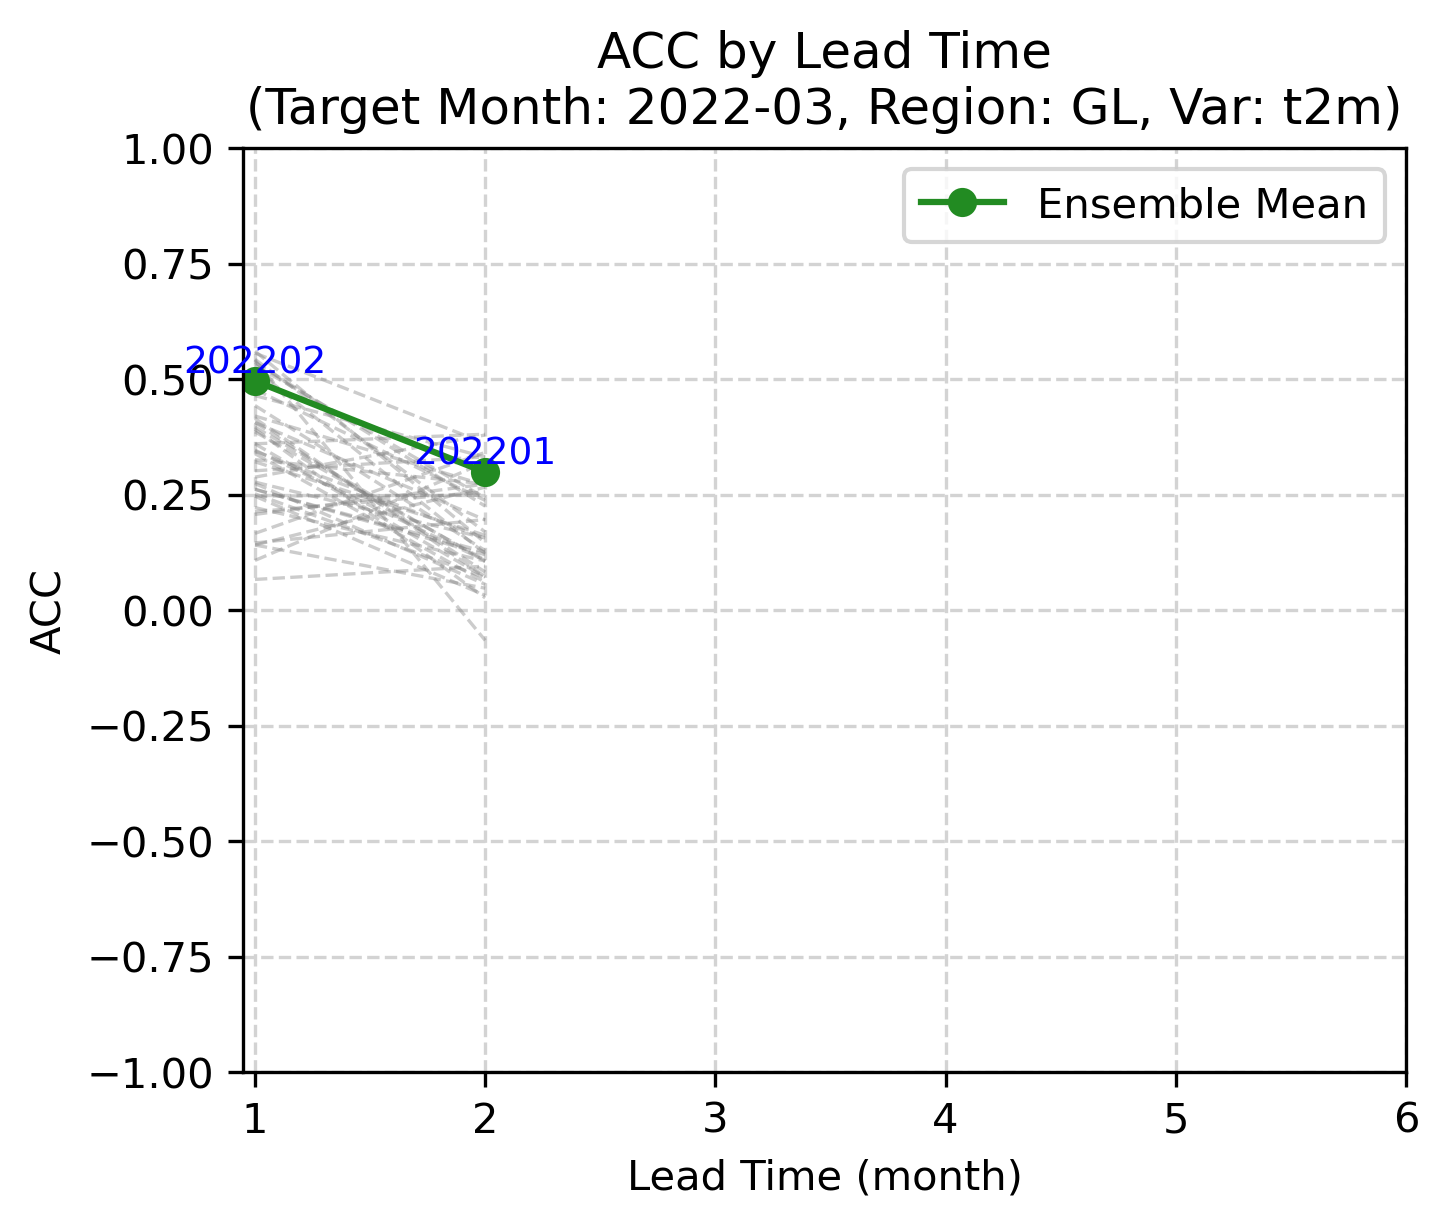 ACC by Lead Time
(Target Month: 2022-03, Region: GL, Var: t2m)
1.00
Ensemble Mean
0.75
202202
0.50
202201
0.25
ACC
0.00
−0.25
−0.50
−0.75
−1.00
1 2 3 4 5 6
Lead Time (month)